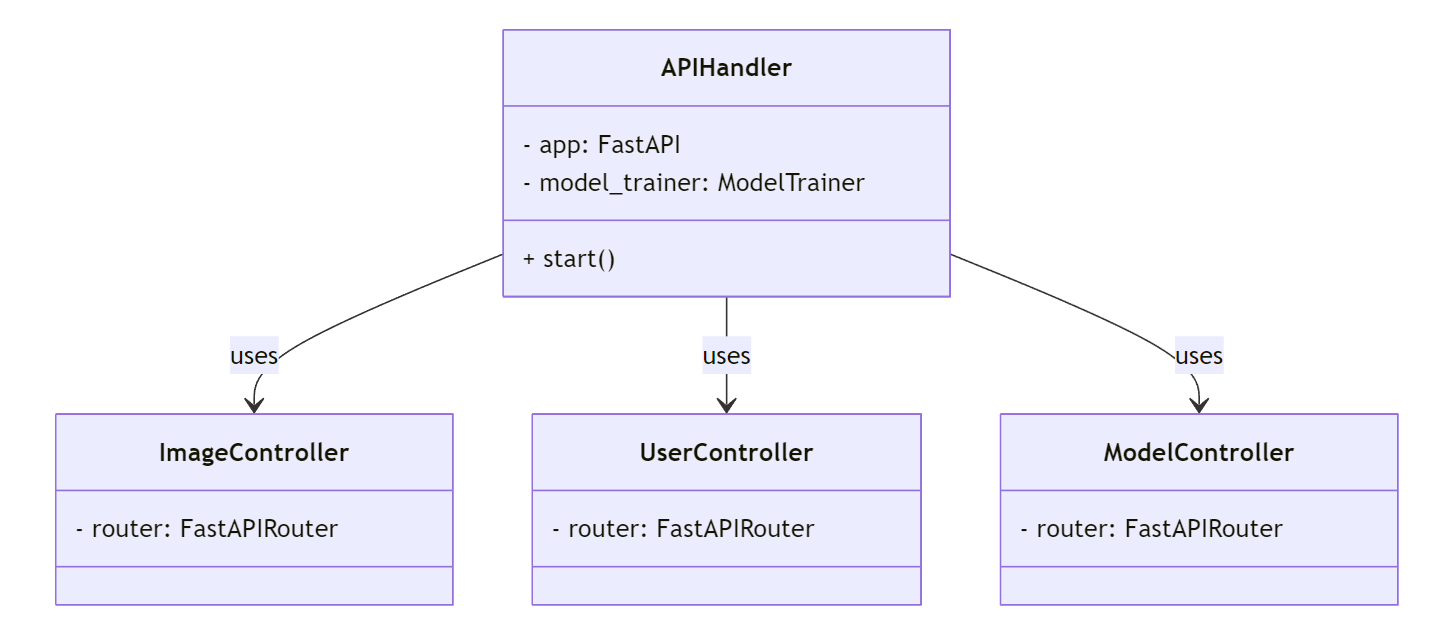 APIHandler
- app: FastAPI
- model_trainer: ModelTrainer
+ start()
uses
uses
uses
ImageController
- router: FastAPIRouter
UserController
- router: FastAPIRouter
ModelController
- router: FastAPIRouter